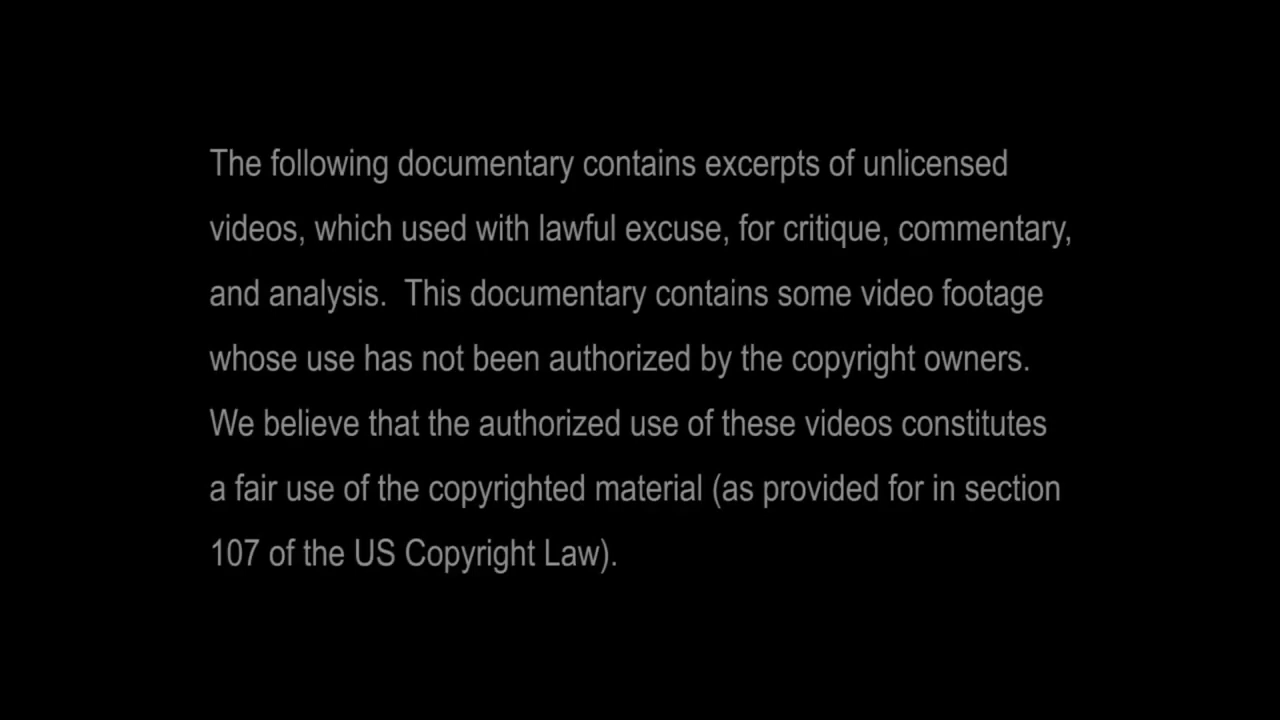 The following documentary contains excerpts of unlicensed
videos, which used with lawful excuse, for critique, commentary,
and analysis.  This documentary contains some video footage
whose use has not been authorized by the copyright owners.
We believe that the authorized use of these videos constitutes
a fair use of the copyrighted material (as provided for in section
107 of the US Copyright Law).